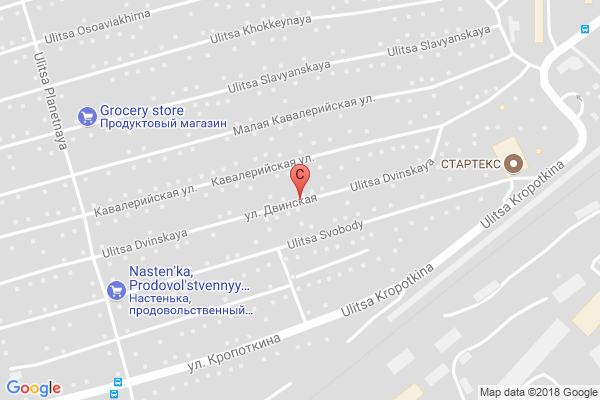 Ulitsa Osoaviakhima
Ulitsa Khokkeynaya
Ulitsa Slavyanskaya
Ulitsa Planetnaya
Ulitsa Slavyanskaya
Grocery store
Продуктовый магазин
Малая Кавалерийская ул.
Кавалерийская ул.
СТАРТЕКС
C
Ulitsa Dvinskaya
Кавалерийская ул.
ул. Двинская
Ulitsa Kropotkina
Ulitsa Dvinskaya
Ulitsa Svobody
Nasten'ka,
Prodovol'stvennyy…
Настенька,
продовольственный…
Ulitsa Kropotkina
ул. Кропоткина
Google
Map data ©2018 Google